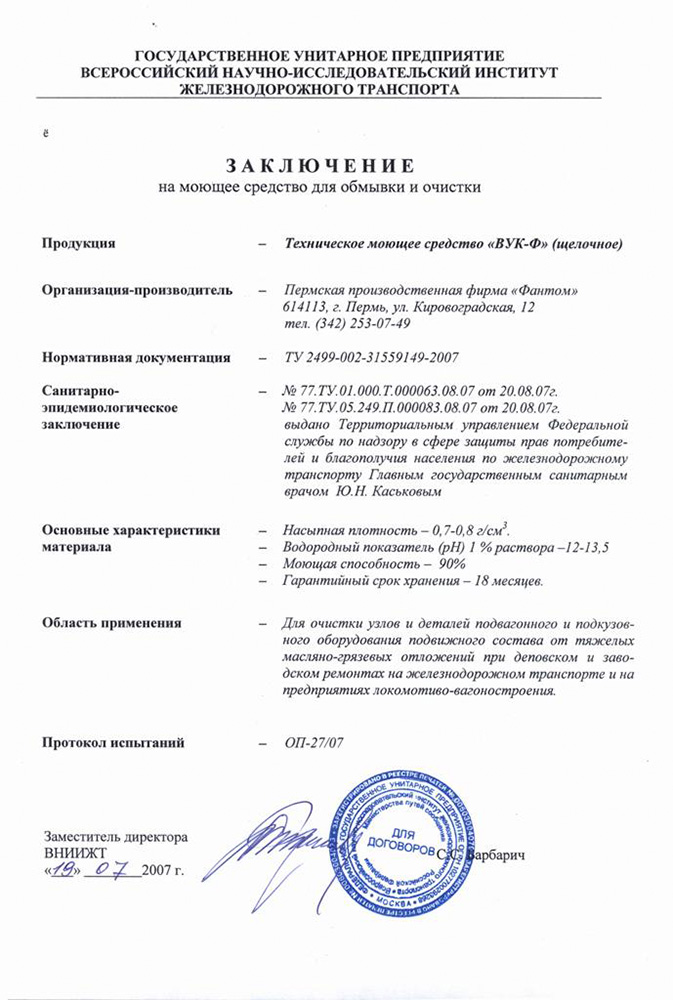 ГОСУДАРСТВЕННОЕ УНИТАРНОЕ ПРЕДПРИЯТИЕ
ВСЕРОССИЙСКИЙ НАУЧНО-ИССЛЕДОВАТЕЛЬСКИЙ ИНСТИТУТ
ЖЕЛЕЗНОДОРОЖНОГО ТРАНСПОРТА
ё
ЗАКЛЮЧЕНИЕ
на моющее средство для обмывки и очистки
Продукция – Техническое моющее средство «ВУК-Ф» (щелочное)
Организация-производитель – Пермская производственная фирма «Фантом»
614113, г. Пермь, ул. Кировоградская, 12
тел. (342) 253-07-49
Нормативная документация – ТУ 2499-002-31559149-2007
Санитарно- – № 77.ТУ.01.000.Т.000063.08.07 от 20.08.07г.
эпидемиологическое № 77.ТУ.05.249.П.000083.08.07 от 20.08.07г.
заключение выдано Территориальным управлением Федеральной
службы по надзору в сфере защиты прав потребите-
лей и благополучия населения по железнодорожному
транспорту Главным государственным санитарным
врачом Ю.Н. Каськовым
Основные характеристики – Насыпная плотность – 0,7-0,8 г/см³.
материала – Водородный показатель (pH) 1 % раствора –12-13,5
– Моющая способность – 90%
– Гарантийный срок хранения – 18 месяцев.
Область применения – Для очистки узлов и деталей подвагонного и подкузов-
ного оборудования подвижного состава от тяжелых
масляно-грязевых отложений при деповском и заво-
дском ремонтах на железнодорожном транспорте и на
предприятиях локомотиво-вагоностроения.
Протокол испытаний – ОП-27/07
Заместитель директора
ВНИИЖТ С.С. Варбарич
«19» 07 2007 г.
ДЛЯ
ДОГОВОРОВ
МОСКВА